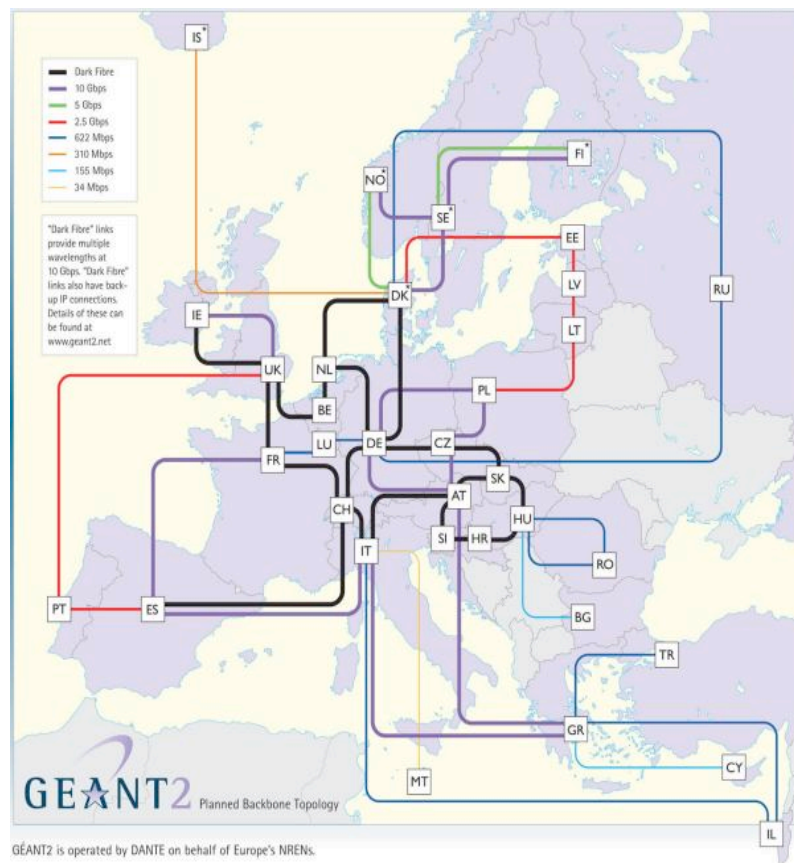 IS*
Dark Fibre
10 Gbps
5 Gbps
2.5 Gbps
622 Mbps
310 Mbps
155 Mbps
34 Mbps
"Dark Fibre" links
provide multiple
wavelengths at
10 Gbps. "Dark Fibre"
links also have back-
up IP connections.
Details of these can
be found at
www.geant2.net
FI*
NO*
SE*
EE
LV
RU
DK*
IE
LT
UK
NL
PL
BE
LU
DE
CZ
FR
SK
AT
CH
HU
SI
HR
IT
RO
PT
ES
BG
TR
GR
CY
MT
IL
GEANT2 Planned Backbone Topology
GÉANT2 is operated by DANTE on behalf of Europe's NRENs.